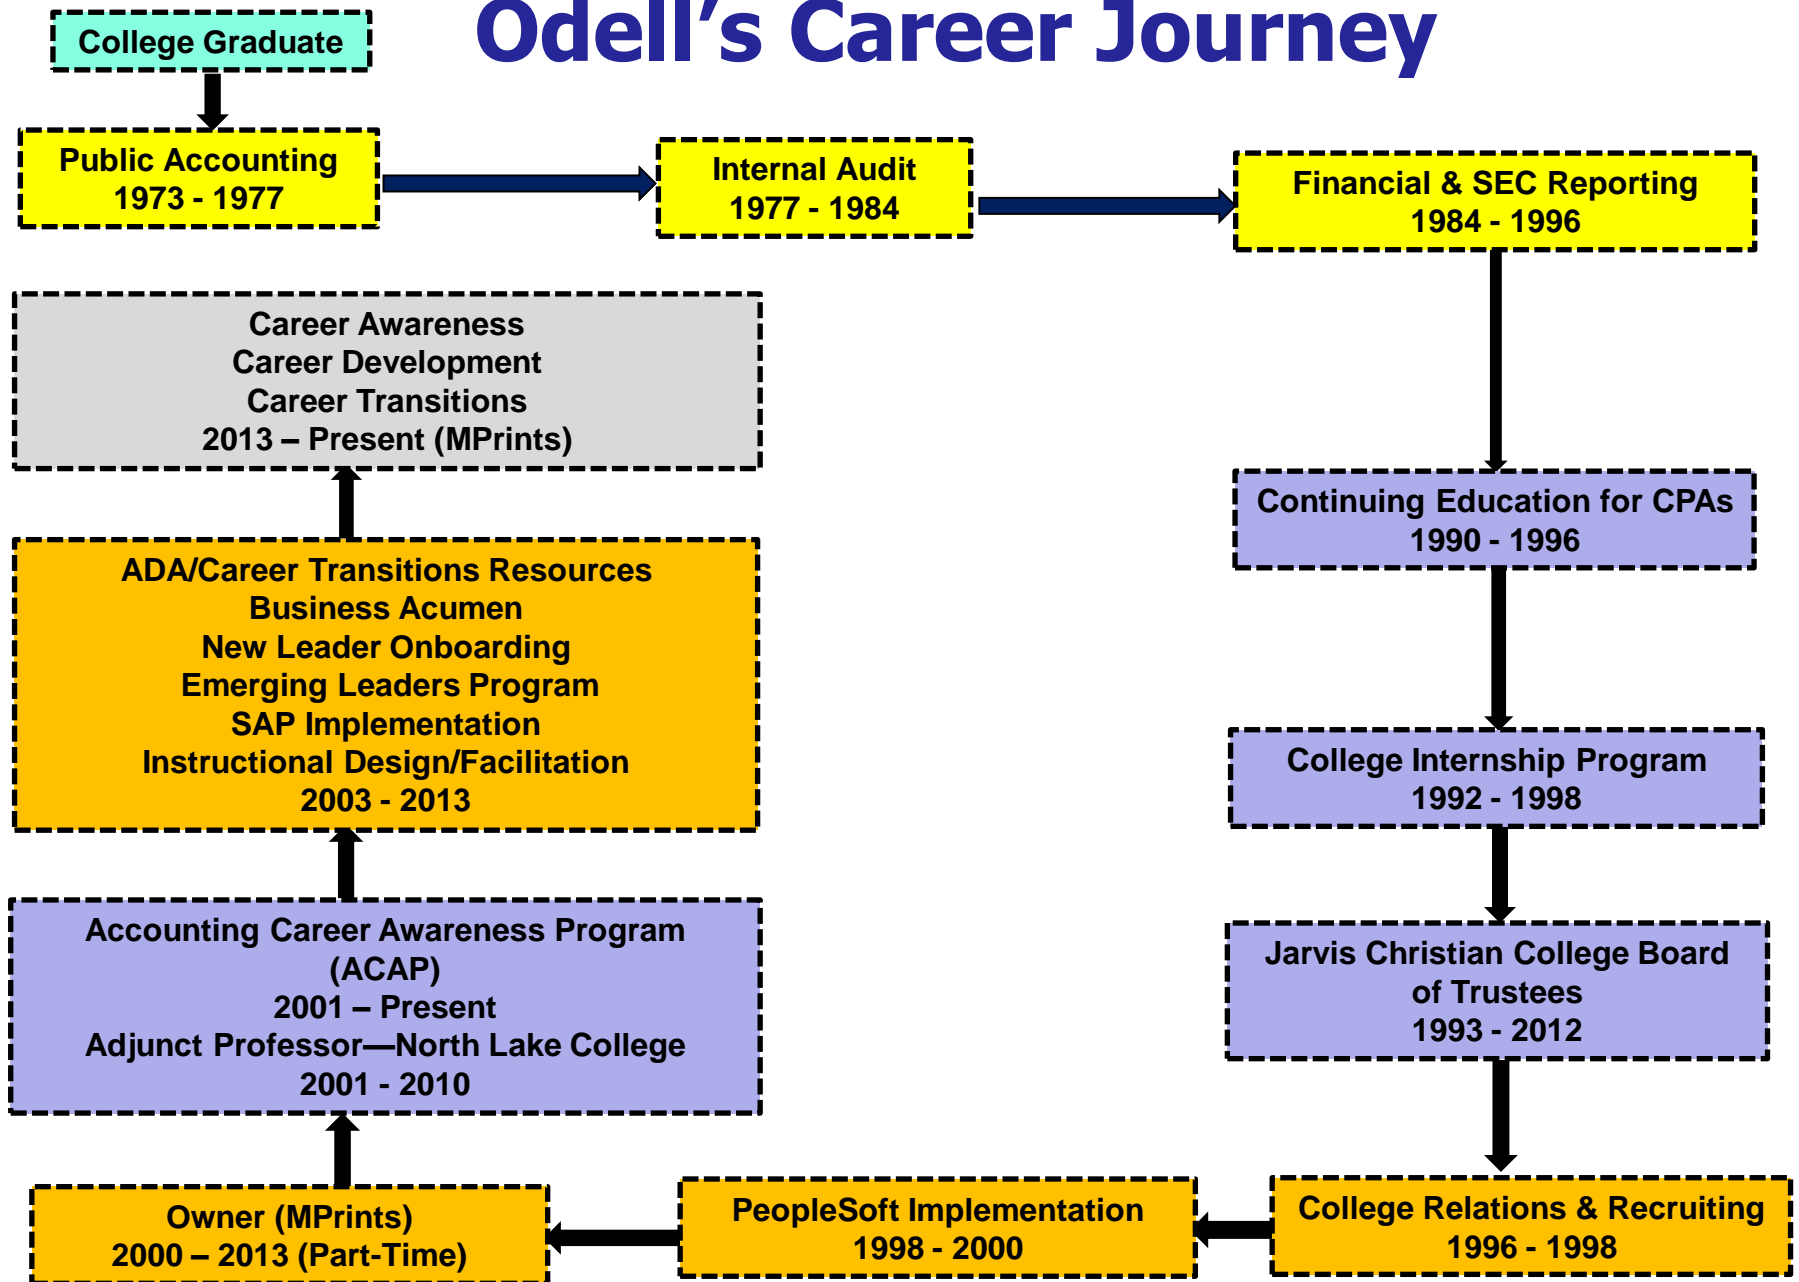 Odell's Career Journey
College Graduate
Public Accounting
1973 - 1977
Internal Audit
1977 - 1984
Financial & SEC Reporting
1984 - 1996
Continuing Education for CPAs
1990 - 1996
College Internship Program
1992 - 1998
Jarvis Christian College Board
of Trustees
1993 - 2012
College Relations & Recruiting
1996 - 1998
PeopleSoft Implementation
1998 - 2000
Owner (MPrints)
2000 – 2013 (Part-Time)
Accounting Career Awareness Program
(ACAP)
2001 – Present
Adjunct Professor—North Lake College
2001 - 2010
ADA/Career Transitions Resources
Business Acumen
New Leader Onboarding
Emerging Leaders Program
SAP Implementation
Instructional Design/Facilitation
2003 - 2013
Career Awareness
Career Development
Career Transitions
2013 – Present (MPrints)